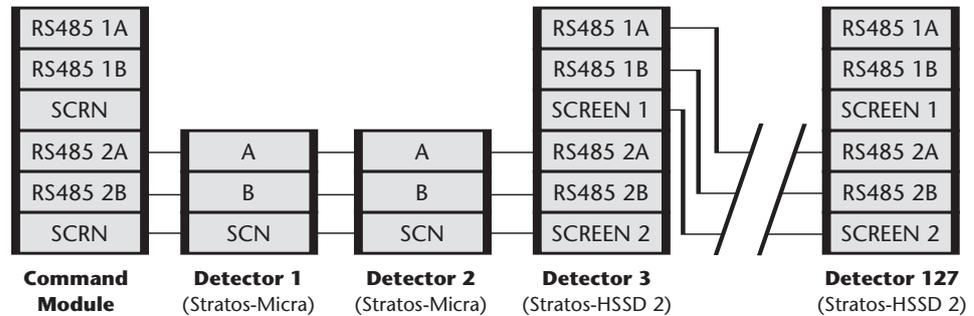 RS485 1A
RS485 1B
SCRN
RS485 2A
RS485 2B
SCRN
Command
Module
A
B
SCN
Detector 1
(Stratos-Micra)
A
B
SCN
Detector 2
(Stratos-Micra)
RS485 1A
RS485 1B
SCREEN 1
RS485 2A
RS485 2B
SCREEN 2
Detector 3
(Stratos-HSSD 2)
RS485 1A
RS485 1B
SCREEN 1
RS485 2A
RS485 2B
SCREEN 2
Detector 127
(Stratos-HSSD 2)